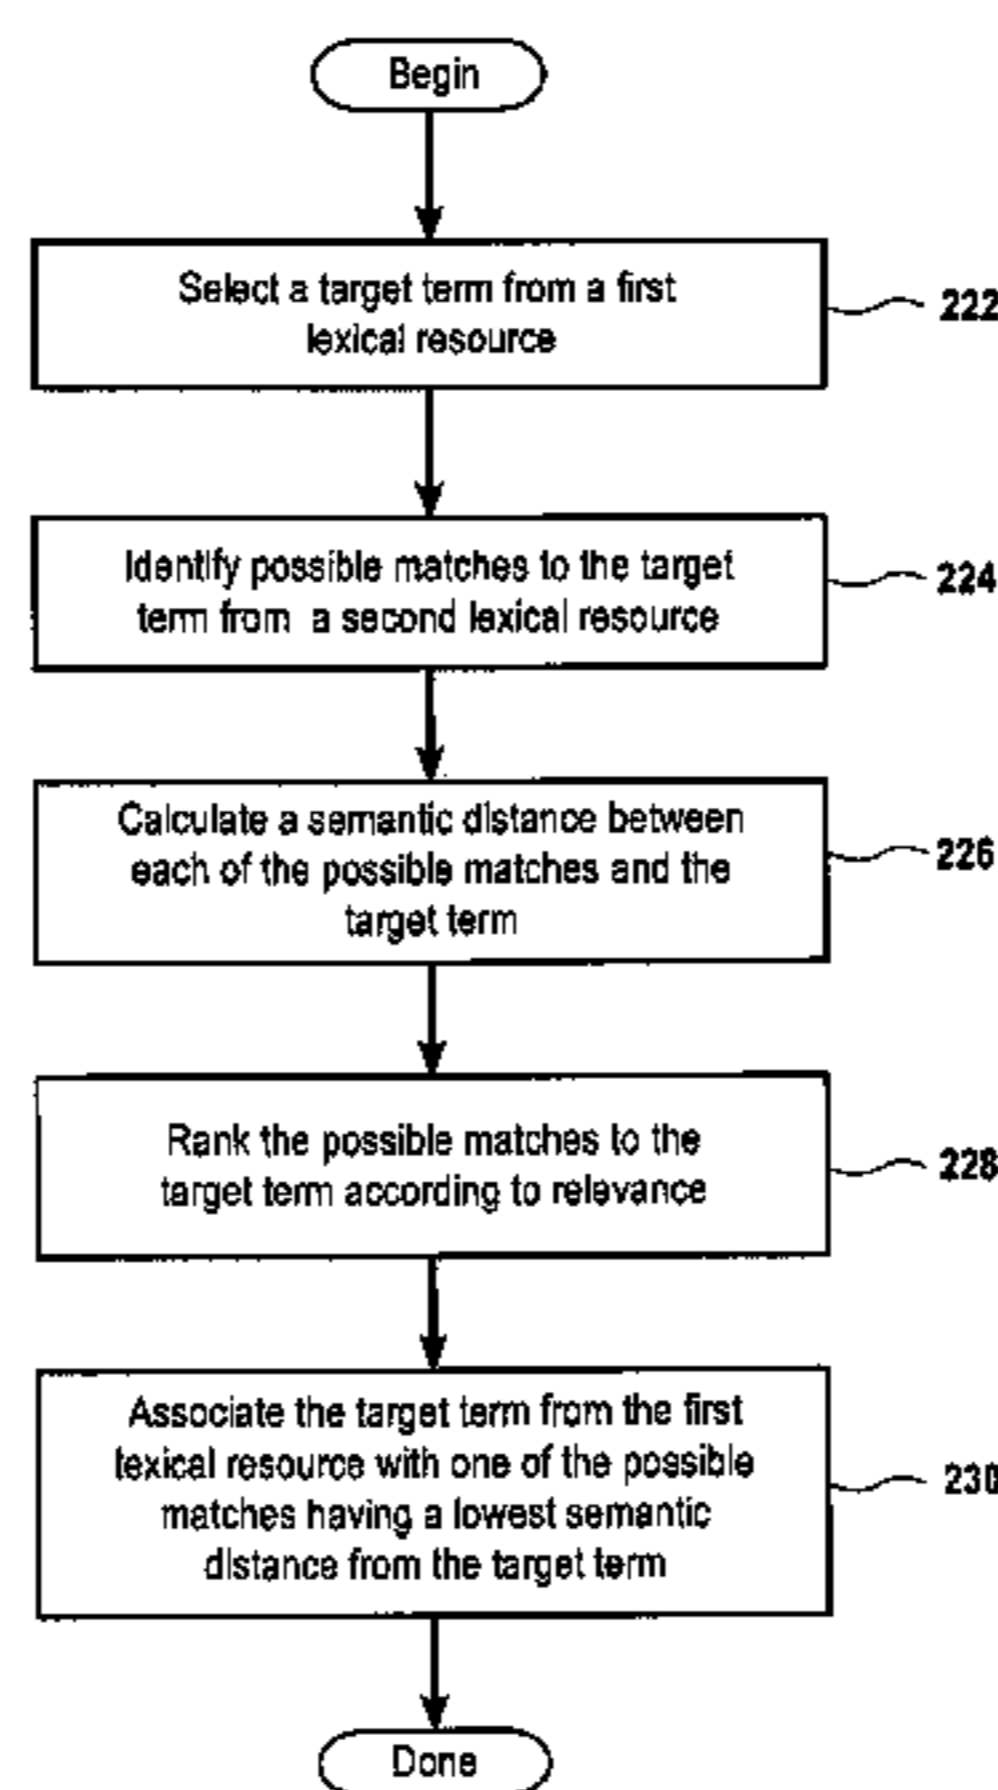 Begin
Select a target term from a first
lexical resource
222
Identify possible matches to the target
term from a second lexical resource
224
Calculate a semantic distance between
each of the possible matches and the
target term
226
Rank the possible matches to the
target term according to relevance
228
Associate the target term from the first
lexical resource with one of the possible
matches having a lowest semantic
distance from the target term
230
Done